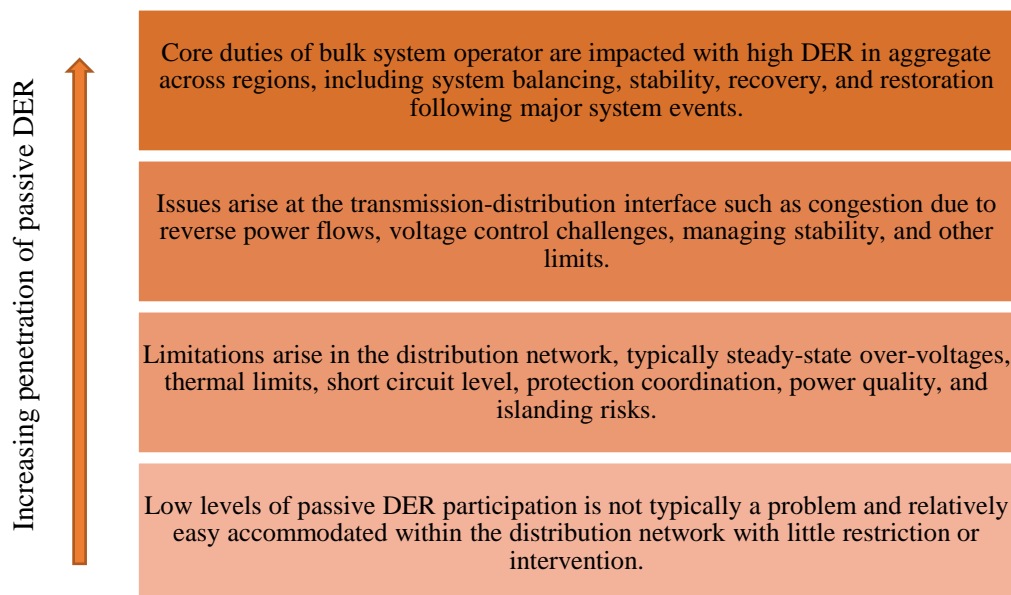 Increasing penetration of passive DER
Core duties of bulk system operator are impacted with high DER in aggregate
across regions, including system balancing, stability, recovery, and restoration
following major system events.
Issues arise at the transmission-distribution interface such as congestion due to
reverse power flows, voltage control challenges, managing stability, and other
limits.
Limitations arise in the distribution network, typically steady-state over-voltages,
thermal limits, short circuit level, protection coordination, power quality, and
islanding risks.
Low levels of passive DER participation is not typically a problem and relatively
easy accommodated within the distribution network with little restriction or
intervention.